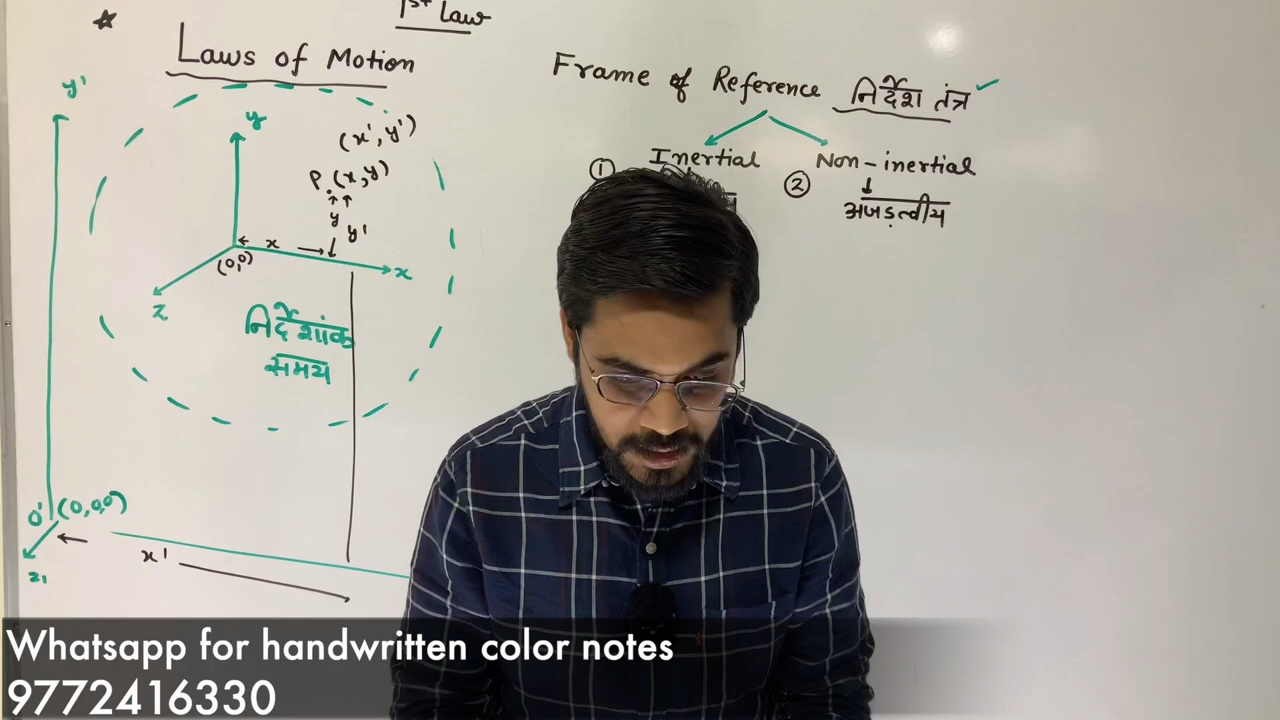 1st Law
Laws of Motion
y'
y
(x', y')
P (x, y)
y
y'
x
(0,0)
x
z
निर्देशांक
समय
O' (0,0,0)
x'
z1
Frame of Reference निर्देश तंत्र
Inertial Non-inertial
1 2
अजड़त्वीय
Whatsapp for handwritten color notes
9772416330